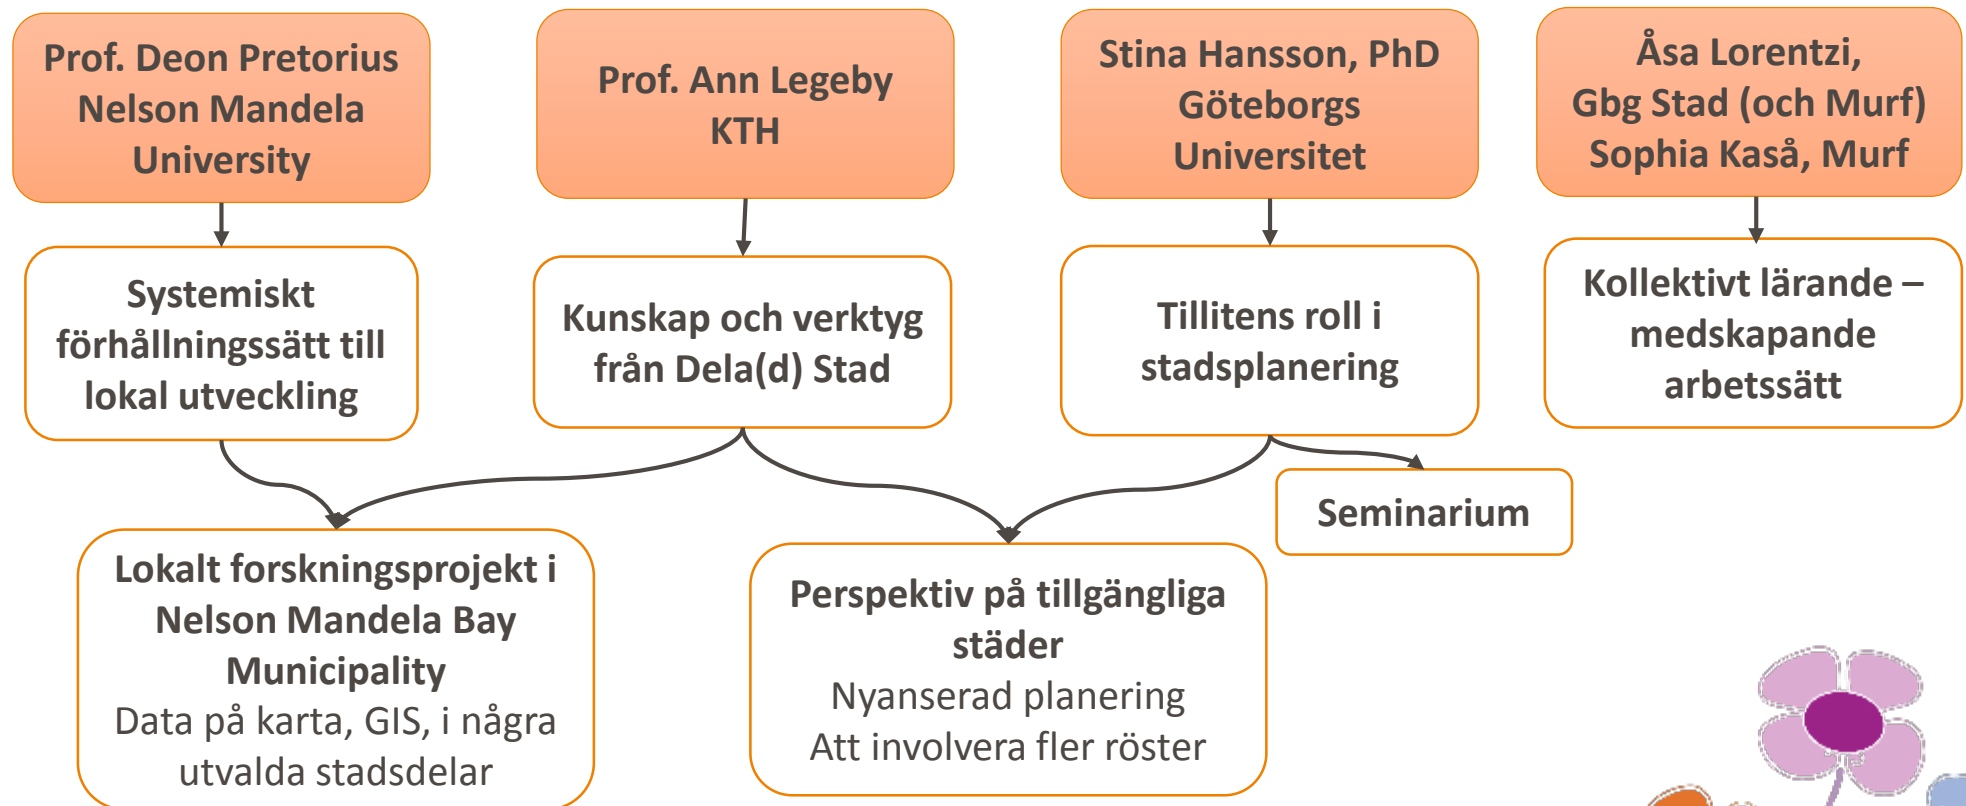 Prof. Deon Pretorius
Nelson Mandela
University
Prof. Ann Legeby
KTH
Stina Hansson, PhD
Göteborgs
Universitet
Åsa Lorentzi,
Gbg Stad (och Murf)
Sophia Kaså, Murf
Systemiskt
förhållningssätt till
lokal utveckling
Kunskap och verktyg
från Dela(d) Stad
Tillitens roll i
stadsplanering
Kollektivt lärande –
medskapande
arbetssätt
Seminarium
Lokalt forskningsprojekt i
Nelson Mandela Bay
Municipality
Data på karta, GIS, i några
utvalda stadsdelar
Perspektiv på tillgängliga
städer
Nyanserad planering
Att involvera fler röster